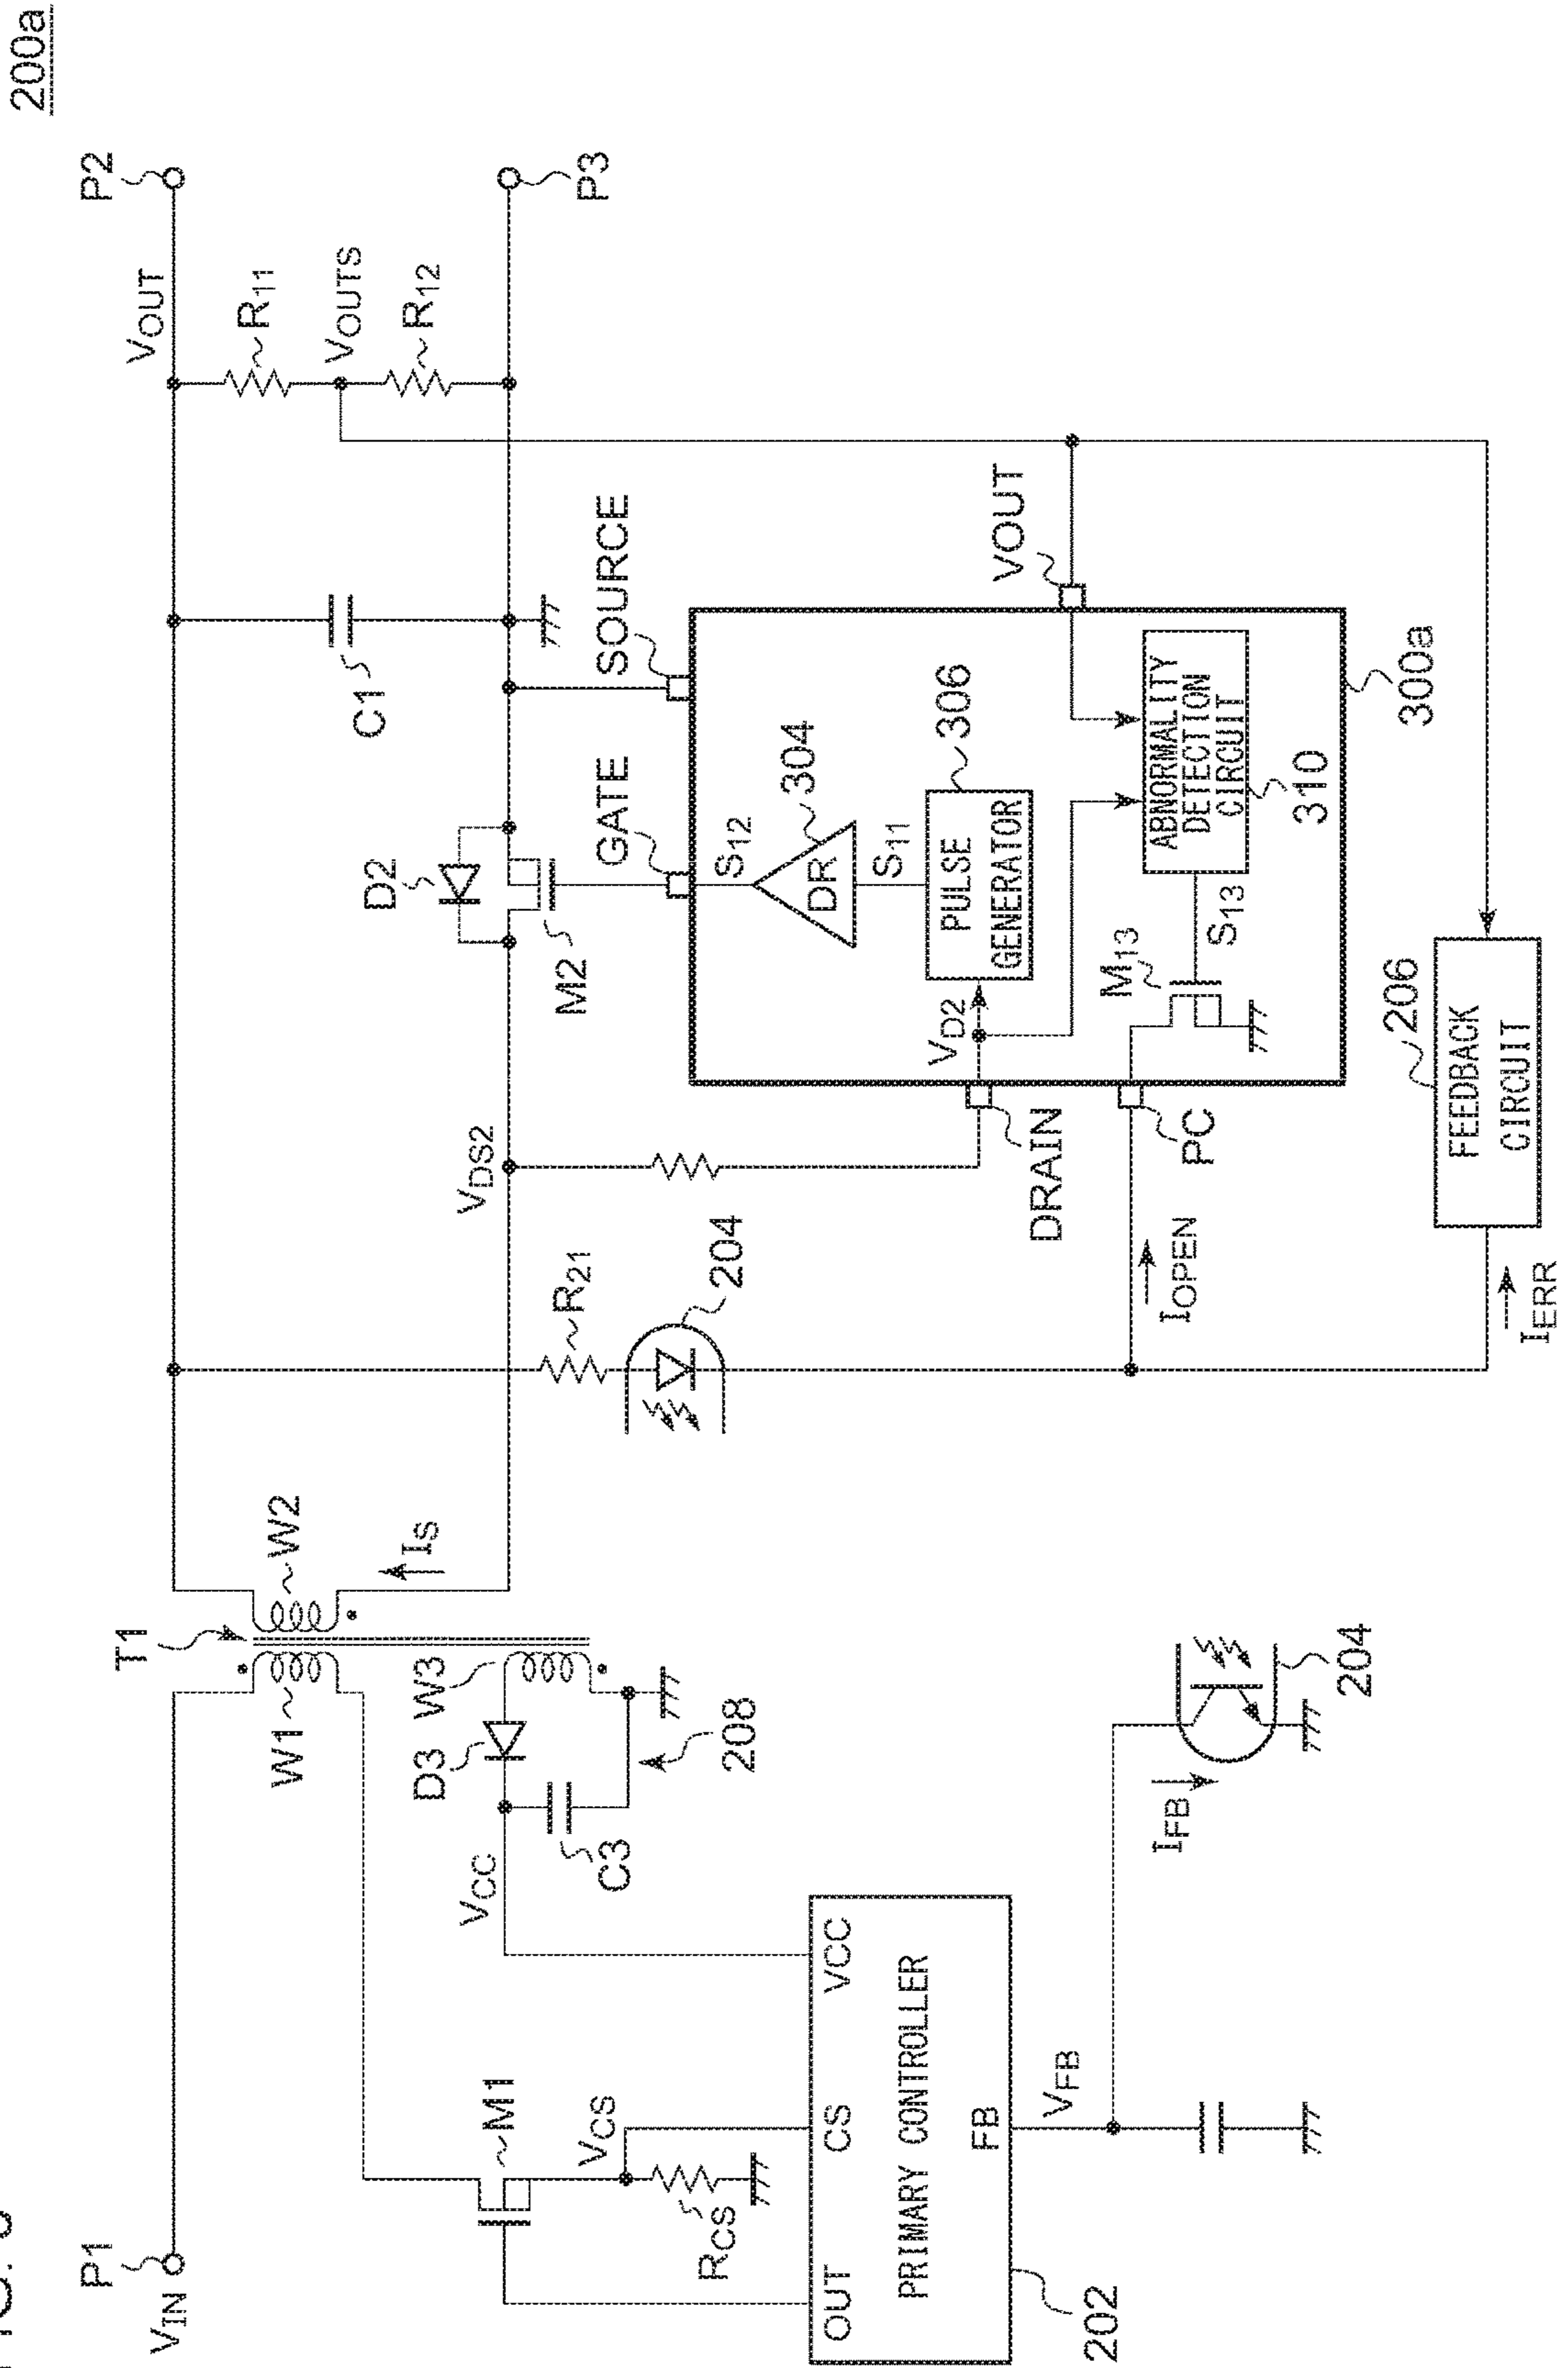 200a
P1
VIN
T1
W1
W2
IS
W3
D3
C3
208
VCC
M1
VCS
RCS
OUT
CS
VCC
PRIMARY CONTROLLER
FB
202
VFB
IFB
204
R21
204
VDS2
D2
M2
C1
VOUT
P2
R11
VOUTS
R12
P3
GATE
SOURCE
S12
304
DR
S11
306
PULSE
GENERATOR
VD2
DRAIN
PC
M13
S13
ABNORMALITY
DETECTION
CIRCUIT
310
VOUT
300a
IOPEN
206
FEEDBACK
CIRCUIT
IERR